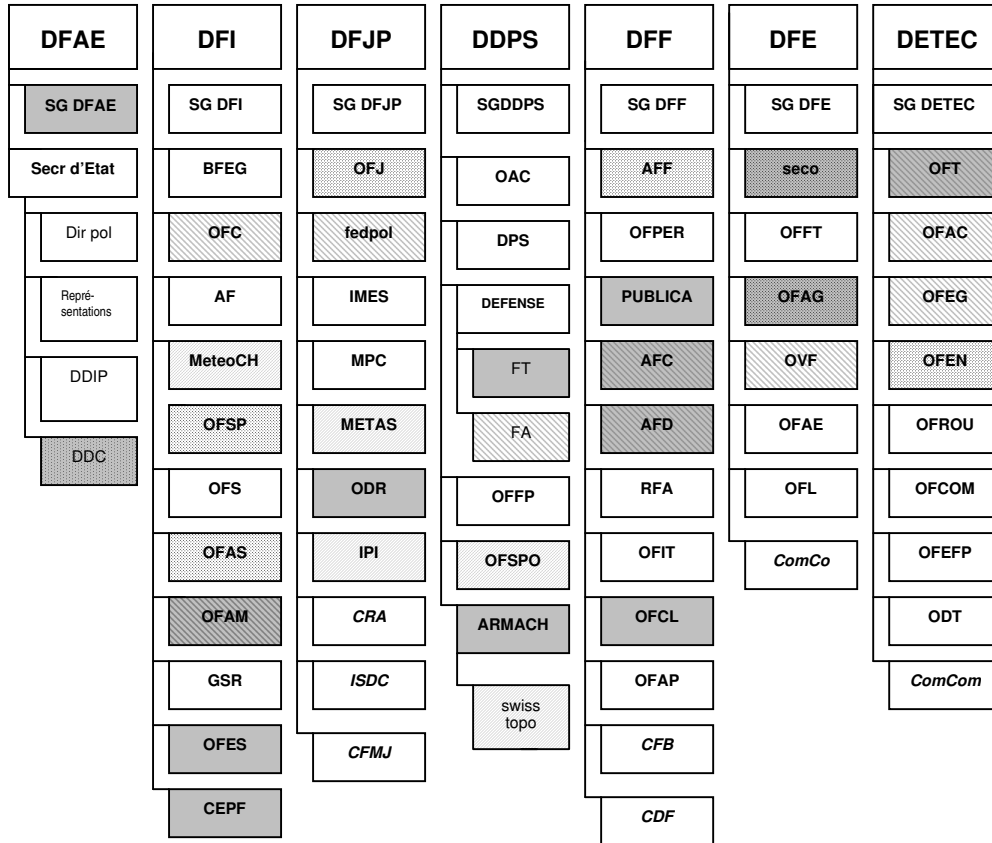 DFAE
SG DFAE
Secr d'Etat
Dir pol
Repré-
sentations
DDIP
DDC
DFI
SG DFI
BFEG
OFC
AF
MeteoCH
OFSP
OFS
OFAS
OFAM
GSR
OFES
CEPF
DFJP
SG DFJP
OFJ
fedpol
IMES
MPC
METAS
ODR
IPI
CRA
ISDC
CFMJ
DDPS
SGDDPS
OAC
DPS
DEFENSE
FT
FA
OFFP
OFSPO
ARMACH
swiss
topo
DFF
SG DFF
AFF
OFPER
PUBLICA
AFC
AFD
RFA
OFIT
OFCL
OFAP
CFB
CDF
DFE
SG DFE
seco
OFFT
OFAG
OVF
OFAE
OFL
ComCo
DETEC
SG DETEC
OFT
OFAC
OFEG
OFEN
OFROU
OFCOM
OFEFP
ODT
ComCom